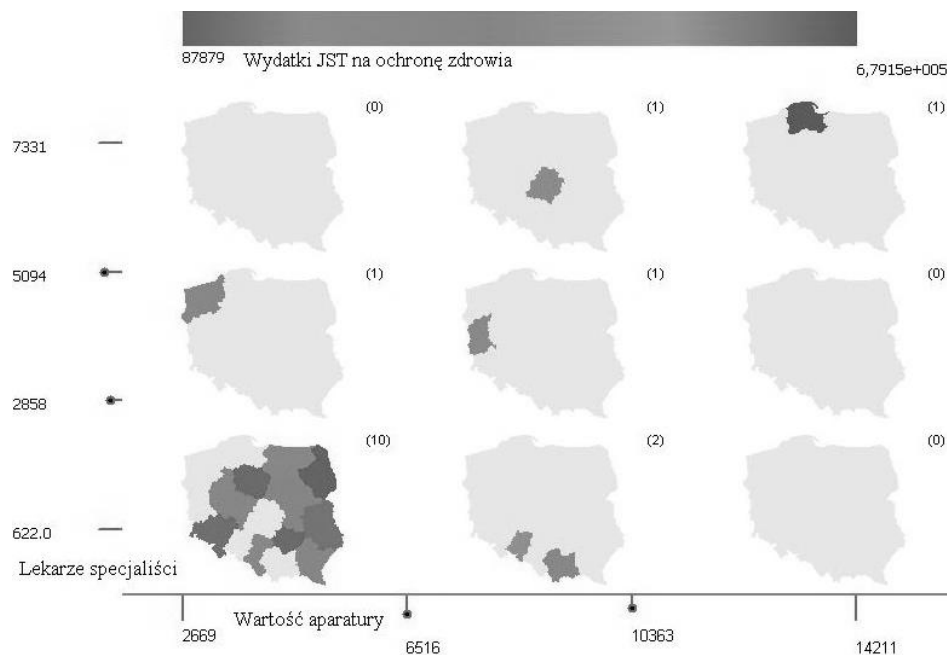 87879 Wydatki JST na ochronę zdrowia
6,7915e+005
(0) (1) (1)
7331
5094 (1) (1) (0)
2858
(10) (2) (0)
622.0
Lekarze specjaliści
Wartość aparatury
2669 6516 10363 14211